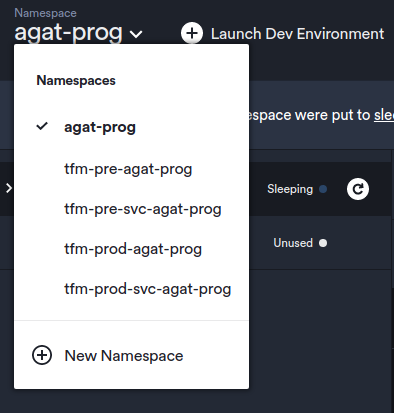 Namespace
agat-prog
Launch Dev Environment
Namespaces
agat-prog
tfm-pre-agat-prog
tfm-pre-svc-agat-prog
tfm-prod-agat-prog
tfm-prod-svc-agat-prog
New Namespace
espace were put to slee
Sleeping
Unused